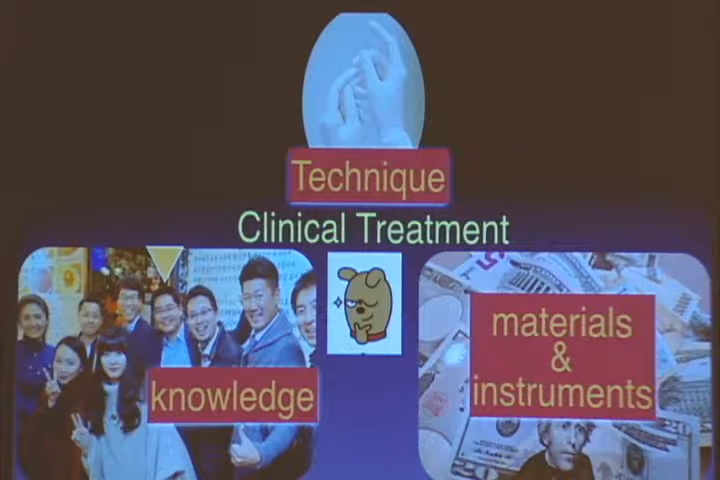 Technique
Clinical Treatment
knowledge
materials
&
instruments